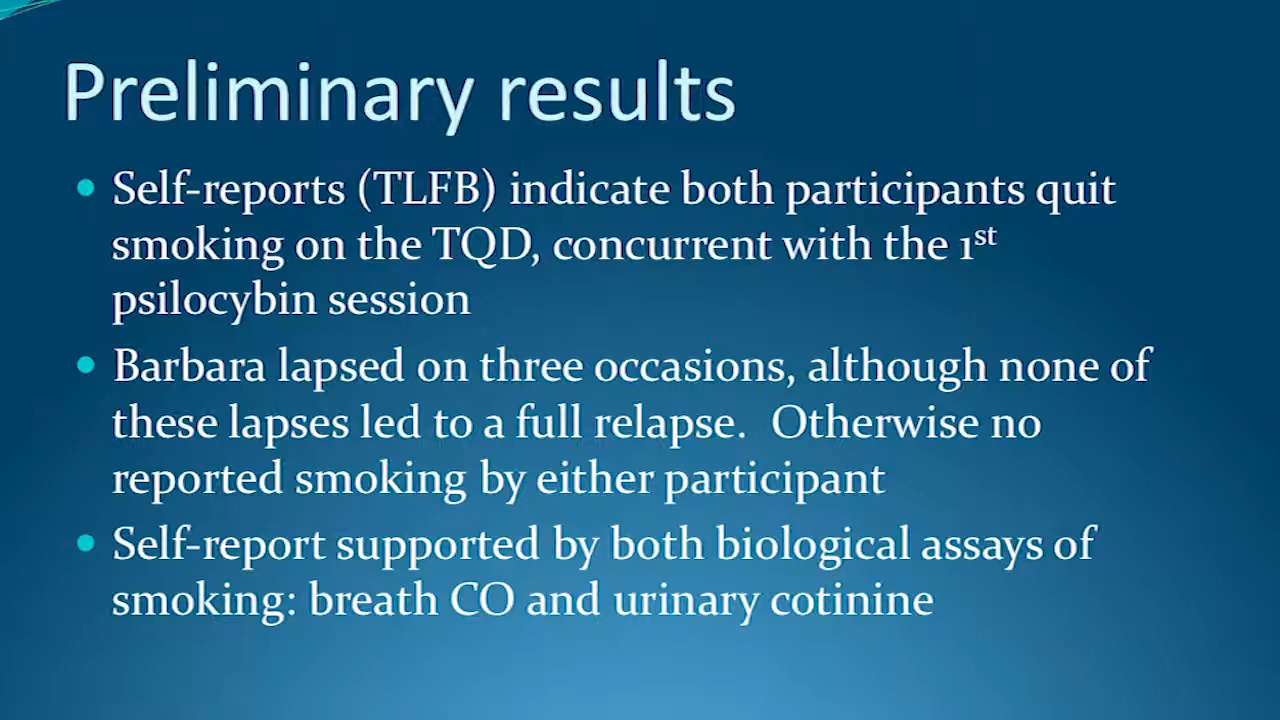 Preliminary results
• Self-reports (TLFB) indicate both participants quit
smoking on the TQD, concurrent with the 1st
psilocybin session
• Barbara lapsed on three occasions, although none of
these lapses led to a full relapse.  Otherwise no
reported smoking by either participant
• Self-report supported by both biological assays of
smoking: breath CO and urinary cotinine